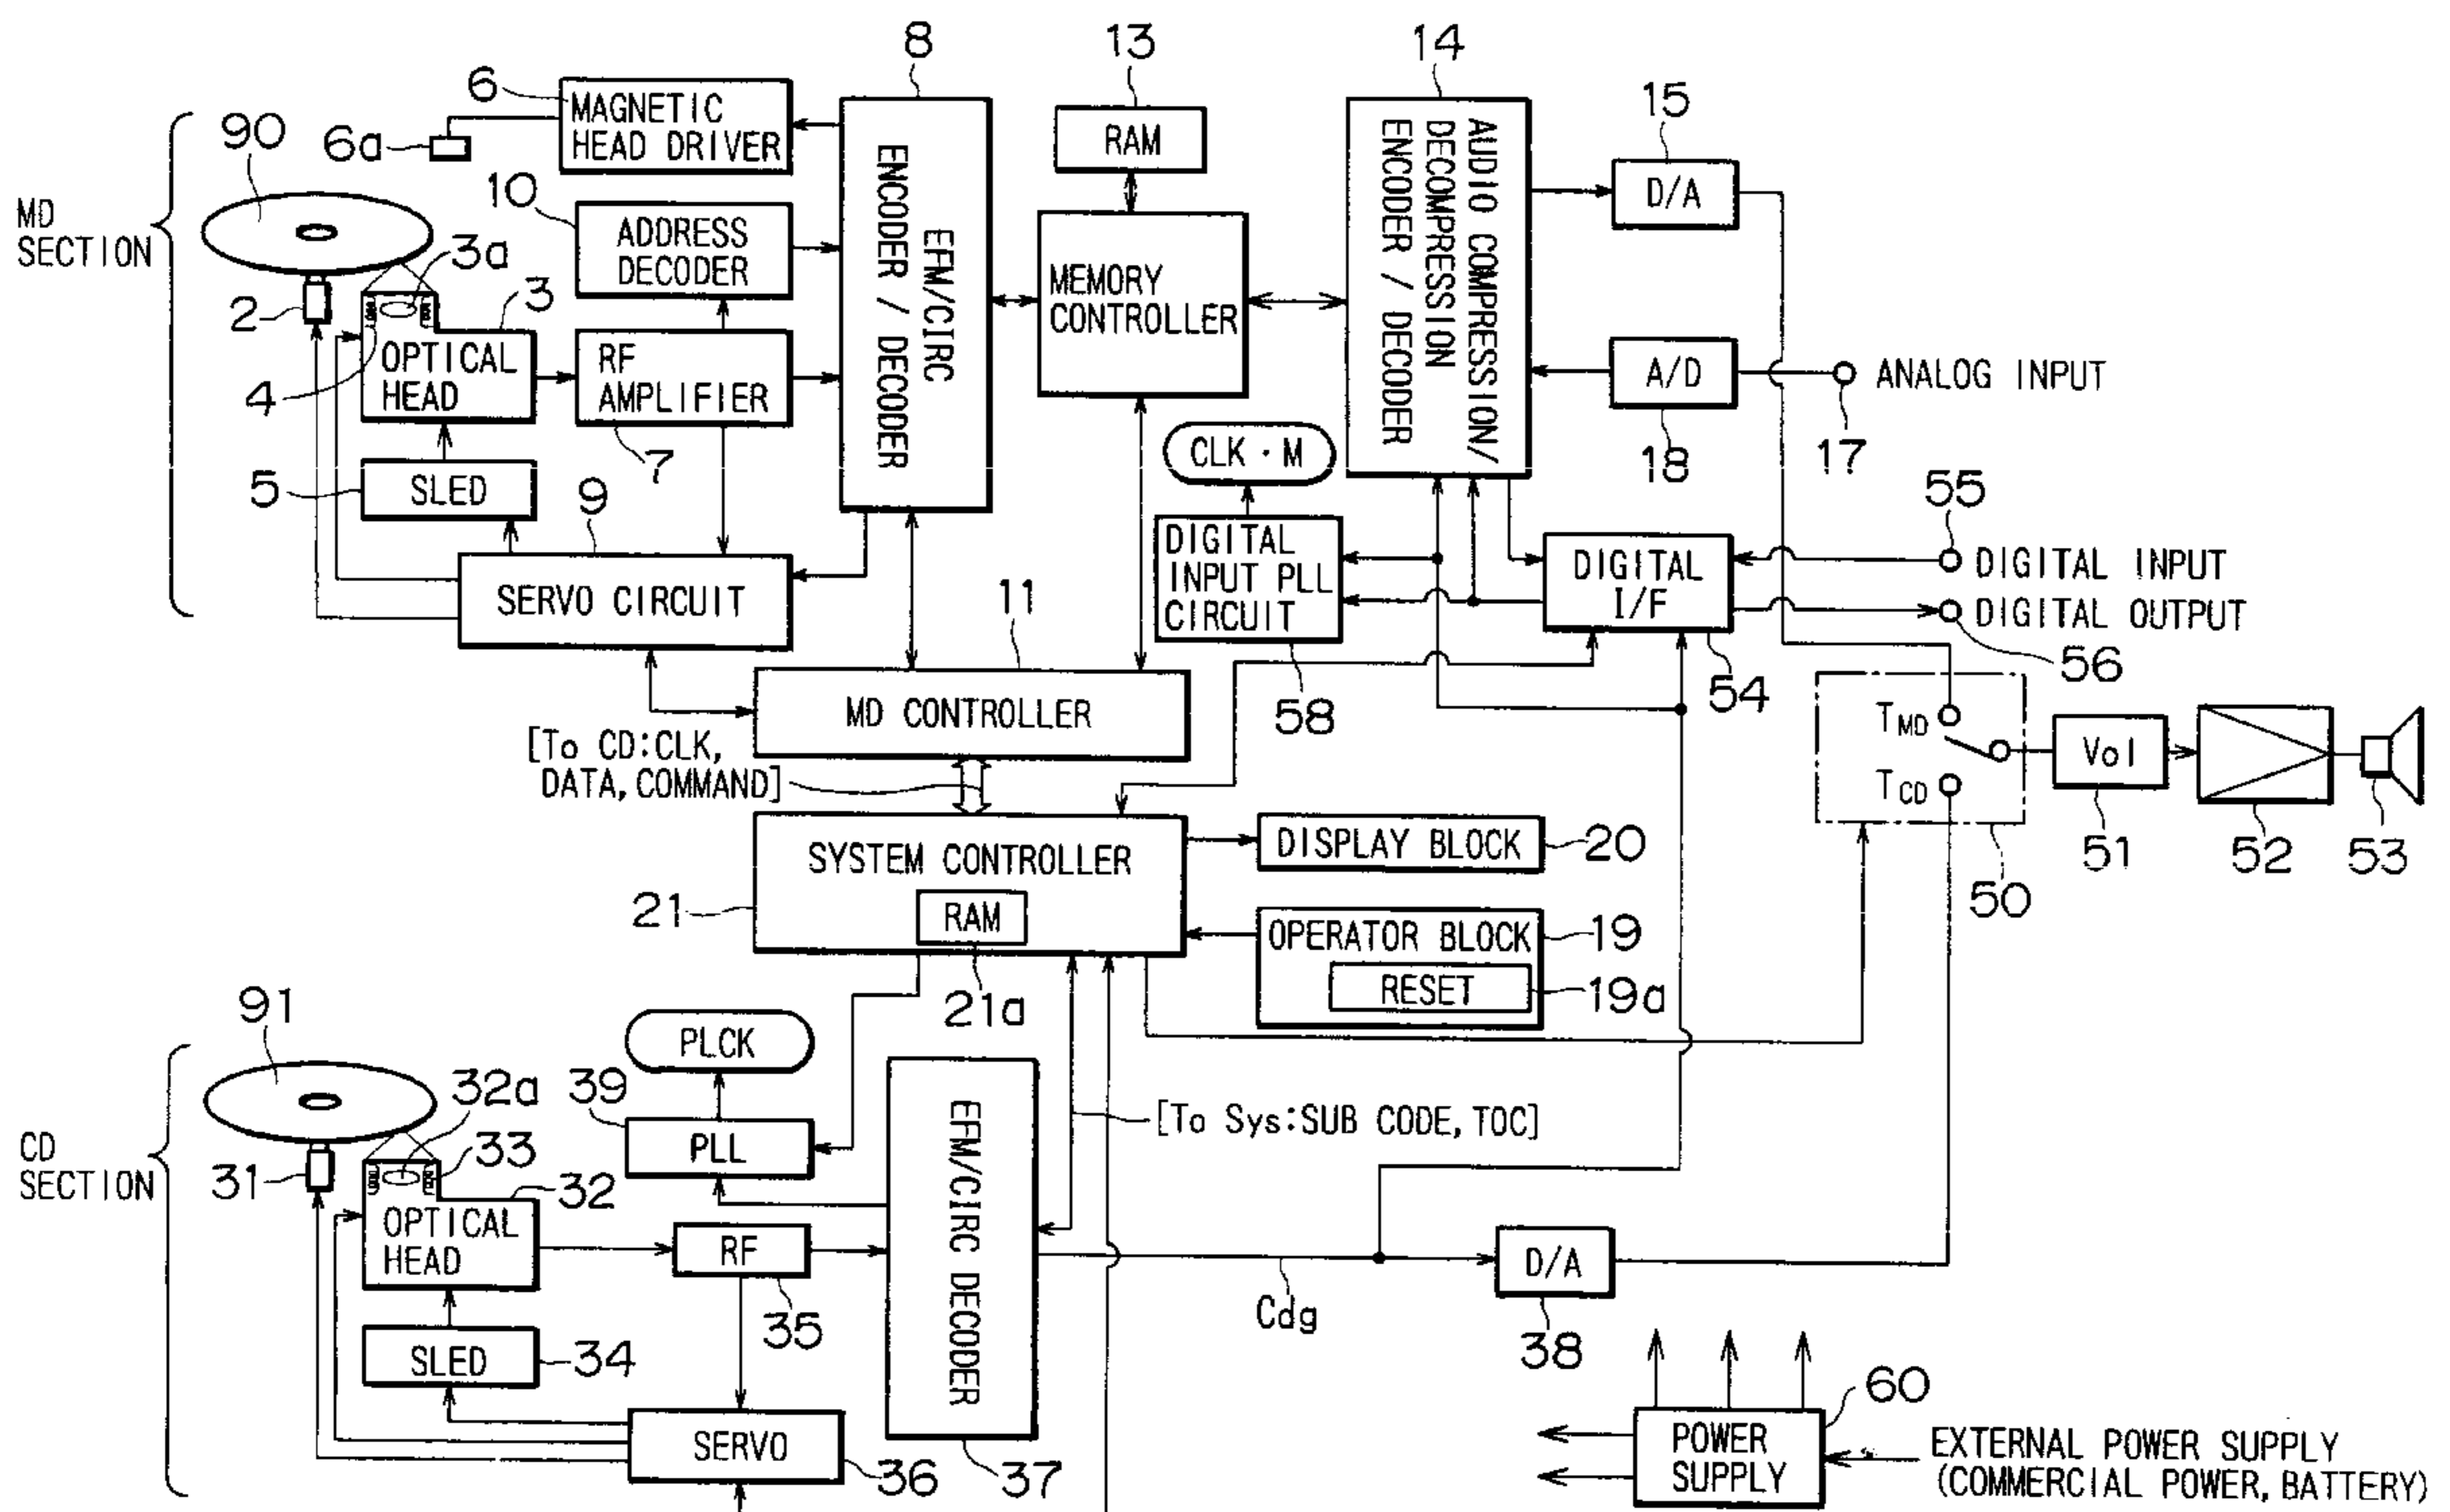 8
13
14
6
MAGNETIC
HEAD DRIVER
6a
90
RAM
15
D/A
MD
SECTION
10
ADDRESS
DECODER
3a
3
2
4
OPTICAL
HEAD
RF
AMPLIFIER
7
EFM/CIRC
ENCODER / DECODER
MEMORY
CONTROLLER
AUDIO COMPRESSION/
DECOMPRESSION
ENCODER / DECODER
A/D
18
ANALOG INPUT
17
CLK・M
5
SLED
9
SERVO CIRCUIT
DIGITAL
INPUT PLL
CIRCUIT
58
DIGITAL
I/F
54
55
DIGITAL INPUT
DIGITAL OUTPUT
56
11
MD CONTROLLER
[To CD:CLK,
DATA, COMMAND]
TMD
TCD
50
Vol
51
52
53
SYSTEM CONTROLLER
21
RAM
21a
DISPLAY BLOCK
20
OPERATOR BLOCK
19
RESET
19a
91
CD
SECTION
PLCK
39
PLL
32a
33
31
32
OPTICAL
HEAD
[To Sys:SUB CODE, TOC]
RF
35
EFM/CIRC DECODER
37
Cdg
D/A
38
SLED
34
SERVO
36
60
POWER
SUPPLY
EXTERNAL POWER SUPPLY
(COMMERCIAL POWER, BATTERY)